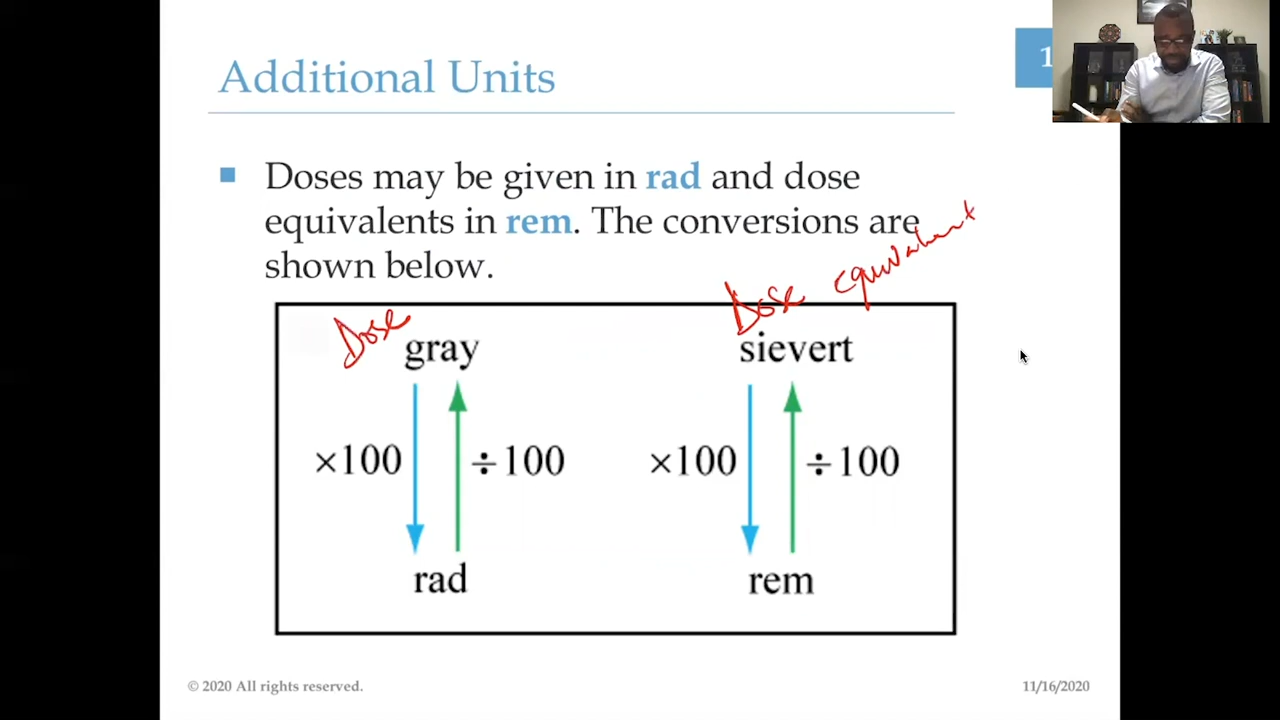 Additional Units
1
Doses may be given in rad and dose
equivalents in rem. The conversions are
shown below.
Dose
Dose equivalent
gray
sievert
×100
÷100
×100
÷100
rad
rem
© 2020 All rights reserved.
11/16/2020